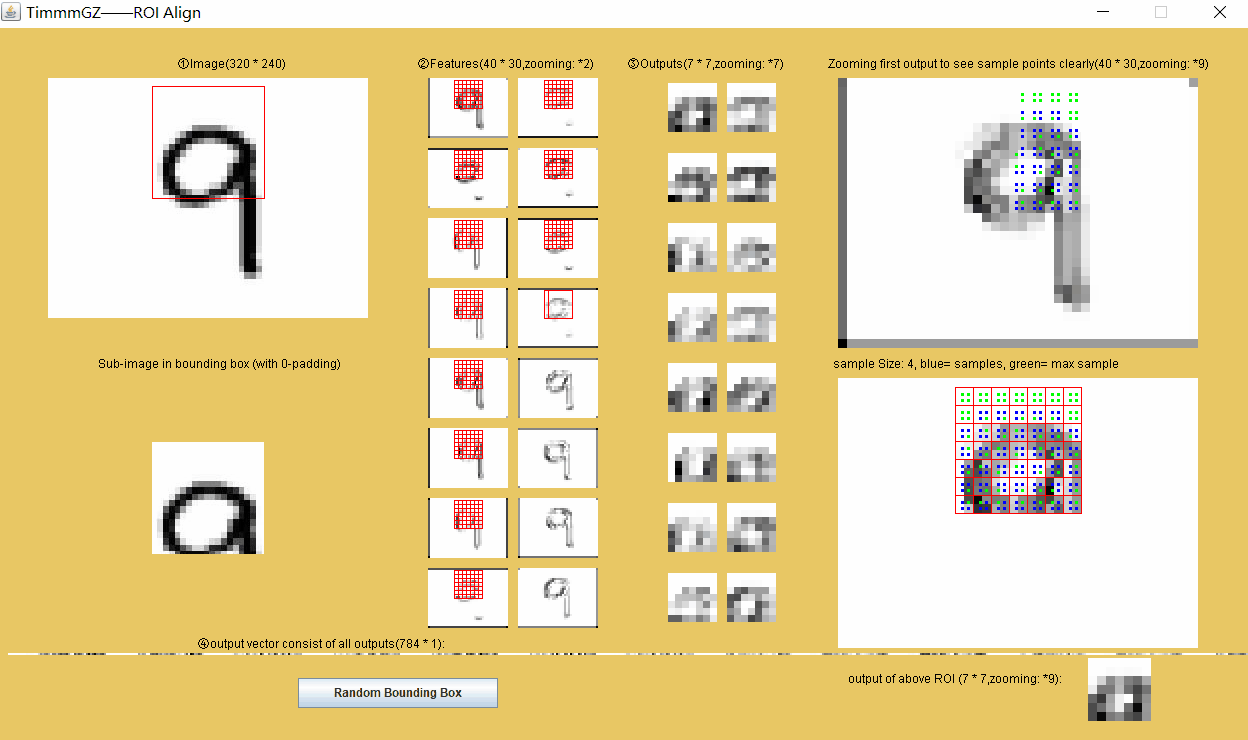 TimmmGZ——ROI Align
①Image(320 * 240)
②Features(40 * 30,zooming: *2)
③Outputs(7 * 7,zooming: *7)
Zooming first output to see sample points clearly(40 * 30,zooming: *9)
Sub-image in bounding box (with 0-padding)
sample Size: 4, blue= samples, green= max sample
④output vector consist of all outputs(784 * 1):
Random Bounding Box
output of above ROI (7 * 7,zooming: *9):